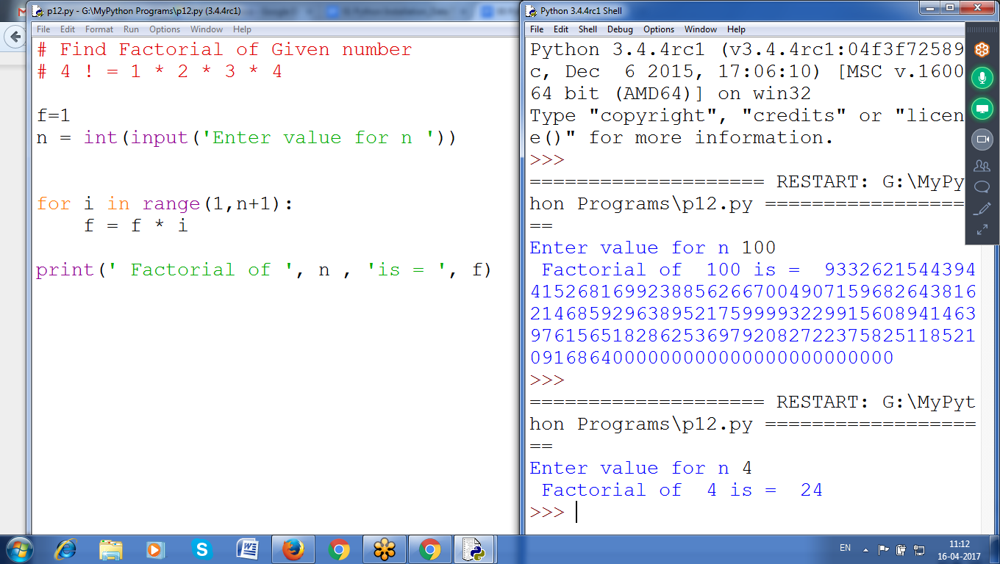 p12.py - G:\MyPython Programs\p12.py (3.4.4rc1)
File Edit Format Run Options Window Help
# Find Factorial of Given number
# 4 ! = 1 * 2 * 3 * 4
f=1
n = int(input('Enter value for n '))
for i in range(1,n+1):
    f = f * i
print(' Factorial of ', n , 'is = ', f)
Python 3.4.4rc1 Shell
File Edit Shell Debug Options Window Help
Python 3.4.4rc1 (v3.4.4rc1:04f3f72589
c, Dec  6 2015, 17:06:10) [MSC v.1600
64 bit (AMD64)] on win32
Type "copyright", "credits" or "licen
e()" for more information.
>>>
==================== RESTART: G:\MyPy
hon Programs\p12.py =================
==
Enter value for n 100
 Factorial of  100 is =  9332621544394
41526816992388562667004907159682643816
21468592963895217599993229915608941463
97615651828625369792082722375825118521
0916864000000000000000000000000
>>>
==================== RESTART: G:\MyPyt
hon Programs\p12.py ==================
==
Enter value for n 4
 Factorial of  4 is =  24
>>>
EN
11:12
16-04-2017